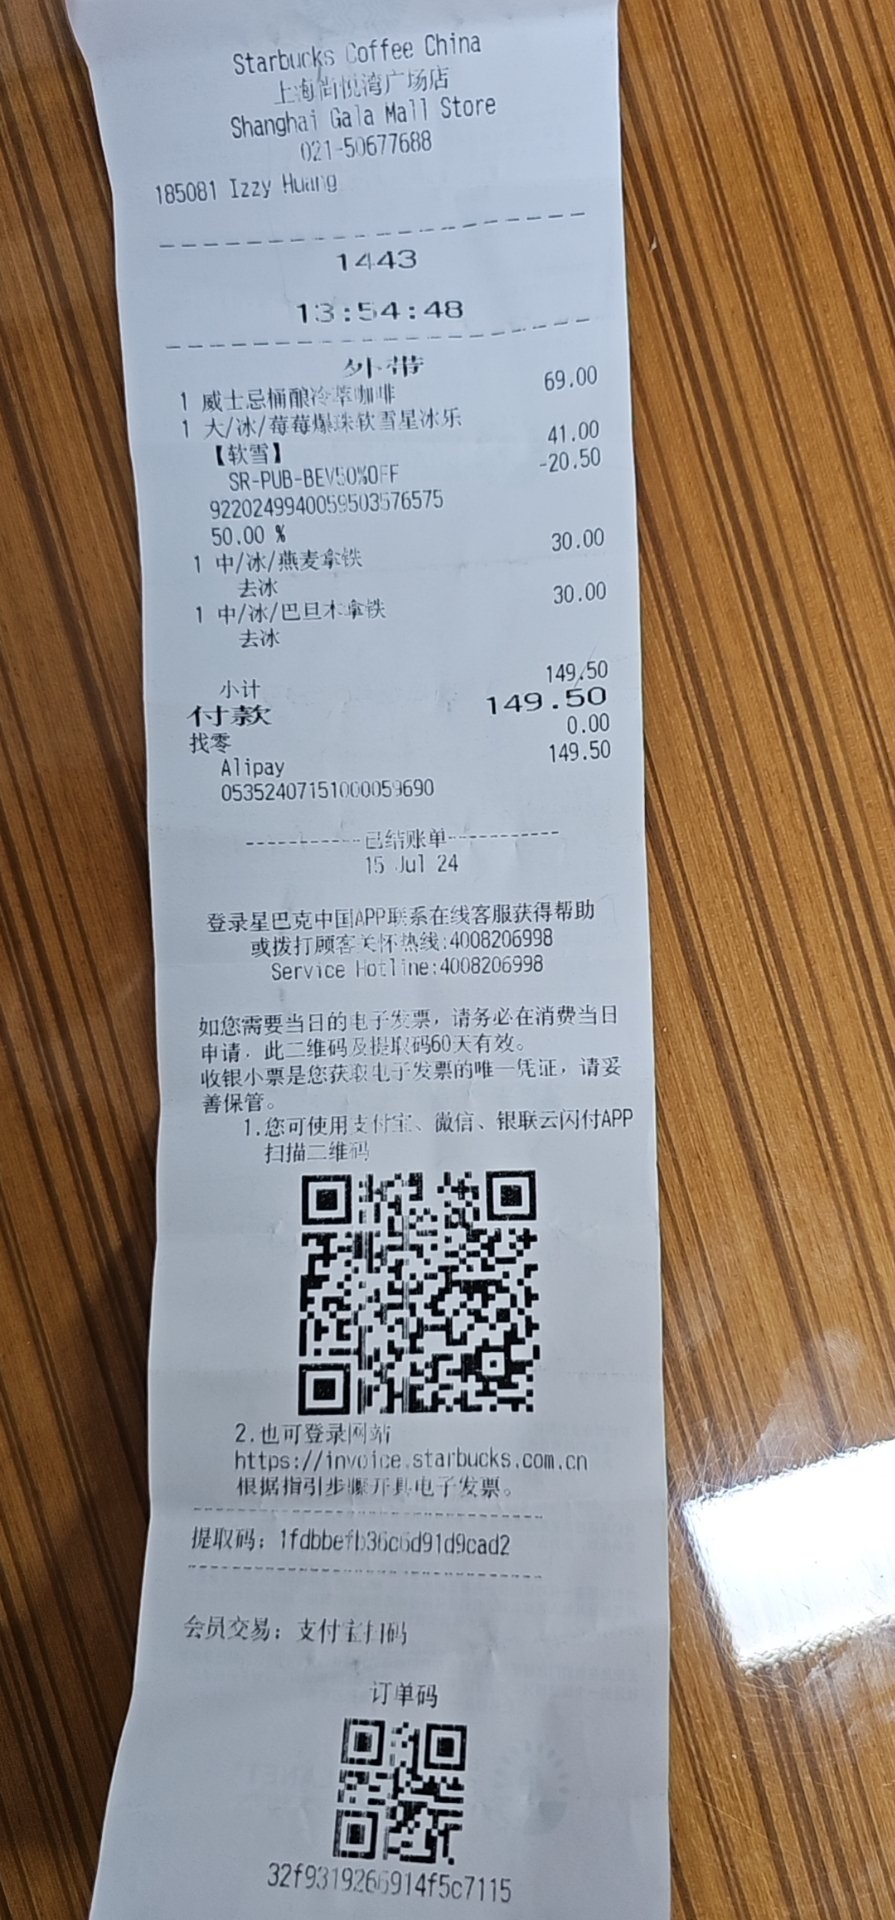 Starbucks Coffee China
上海尚悦湾广场店
Shanghai Gala Mall Store
021-50677688
185081 Izzy Huang
1443
13:54:48
外带
1 威士忌桶酿冷萃咖啡 69.00
1 大/冰/莓莓爆珠软雪星冰乐 41.00
【软雪】
SR-PUB-BEV50%OFF -20.50
92202499400595035​76575
50.00 %
1 中/冰/燕麦拿铁 30.00
去冰
1 中/冰/巴旦木拿铁 30.00
去冰
小计 149.50
付款 149.50
找零 0.00
Alipay 149.50
05352407151000059690
已结账单
15 Jul 24
登录星巴克中国APP联系在线客服获得帮助
或拨打顾客关怀热线:4008206998
Service Hotline:4008206998
如您需要当日的电子发票，请务必在消费当日
申请，此二维码及提取码60天有效。
收银小票是您获取电子发票的唯一凭证，请妥
善保管。
1.您可使用支付宝、微信、银联云闪付APP
扫描二维码
2.也可登录网站
https://invoice.starbucks.com.cn
根据指引步骤开具电子发票。
提取码：1fdbbefb36c6d91d9cad2
会员交易：支付宝扫码
订单码
32f9319266914f5c7115